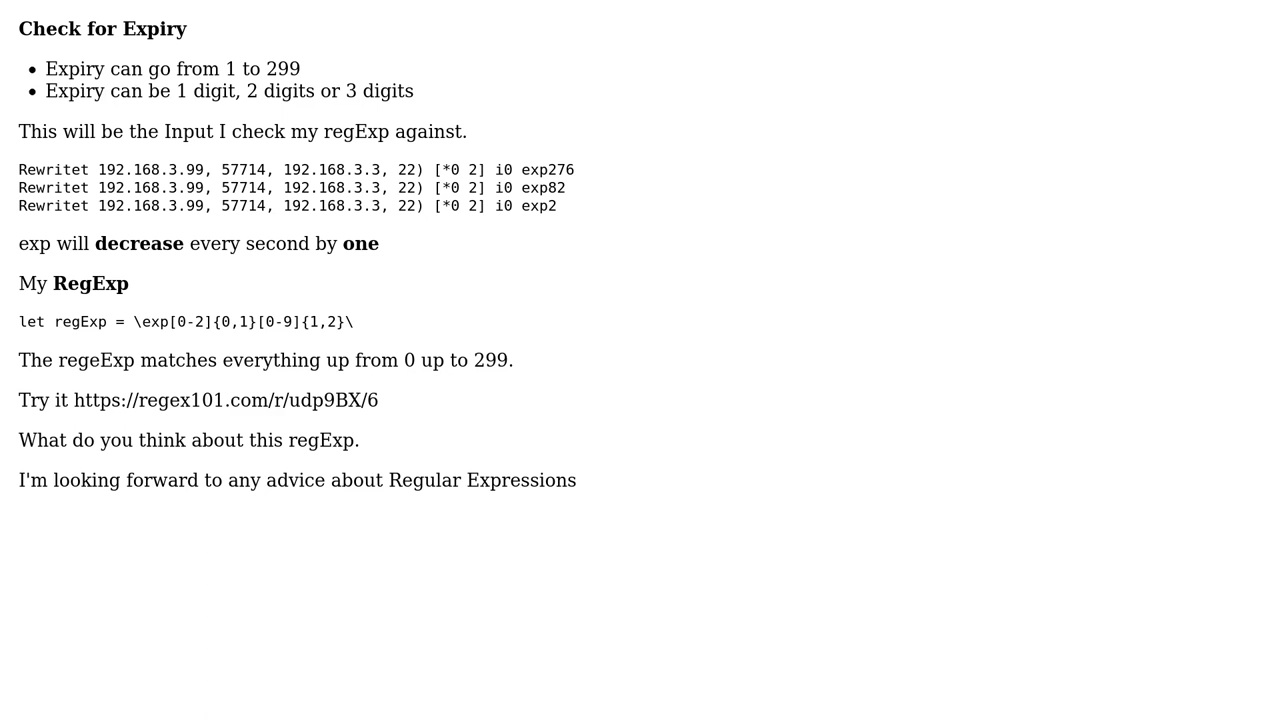 Check for Expiry
• Expiry can go from 1 to 299
• Expiry can be 1 digit, 2 digits or 3 digits
This will be the Input I check my regExp against.
Rewritet 192.168.3.99, 57714, 192.168.3.3, 22) [*0 2] i0 exp276
Rewritet 192.168.3.99, 57714, 192.168.3.3, 22) [*0 2] i0 exp82
Rewritet 192.168.3.99, 57714, 192.168.3.3, 22) [*0 2] i0 exp2
exp will decrease every second by one
My RegExp
let regExp = \exp[0-2]{0,1}[0-9]{1,2}\
The regeExp matches everything up from 0 up to 299.
Try it https://regex101.com/r/udp9BX/6
What do you think about this regExp.
I'm looking forward to any advice about Regular Expressions